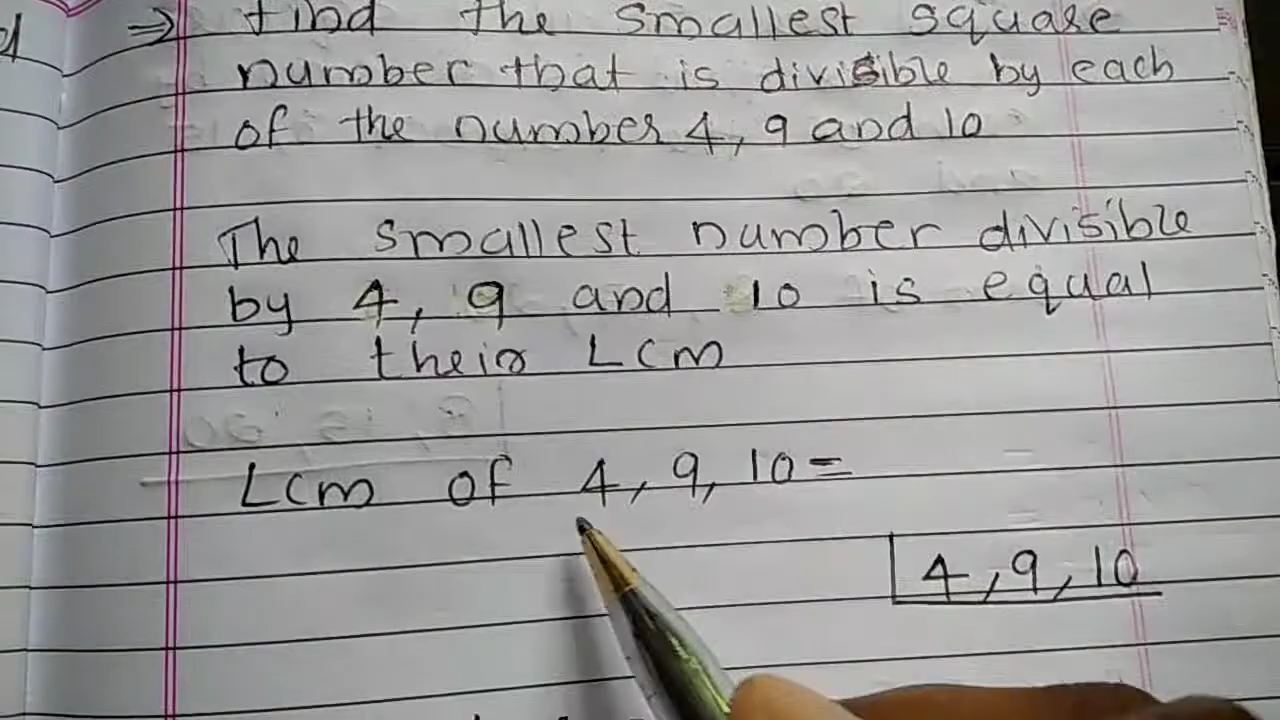 ⇒ find the smallest square
number that is divisible by each
of the number 4, 9 and 10
The smallest number divisible
by 4, 9 and 10 is equal
to their LCM
LCM of 4, 9, 10 =
4, 9, 10